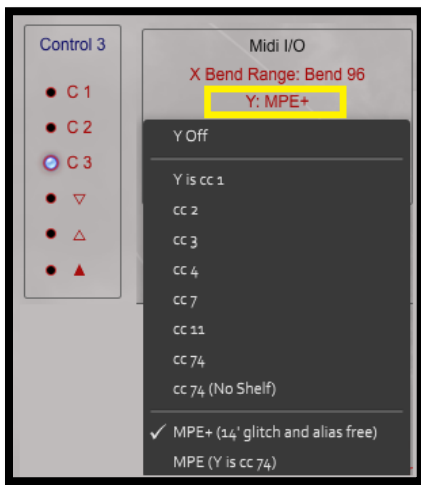 Control 3
C 1
C 2
C 3
Midi I/O
X Bend Range: Bend 96
Y: MPE+
Y Off
Y is cc 1
cc 2
cc 3
cc 4
cc 7
cc 11
cc 74
cc 74 (No Shelf)
✓ MPE+ (14' glitch and alias free)
MPE (Y is cc 74)